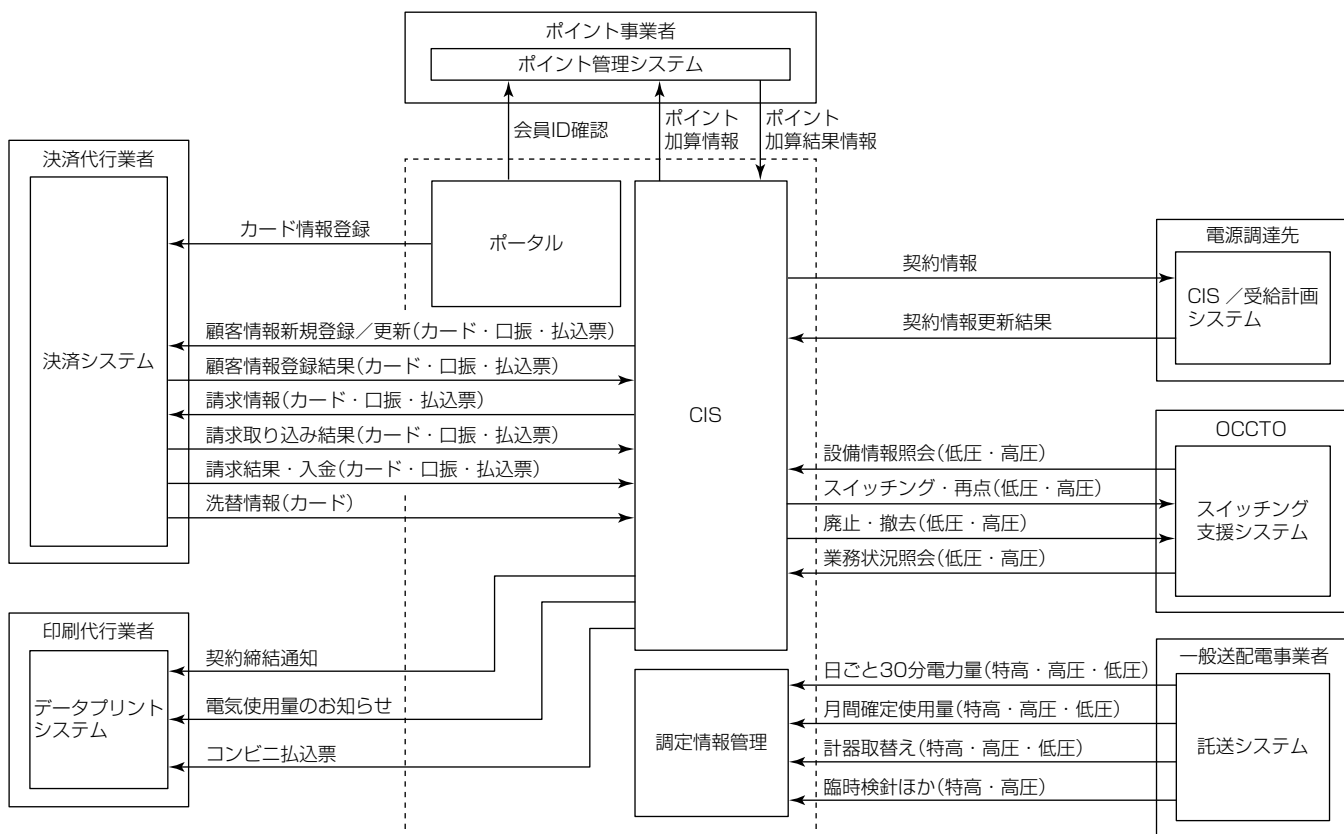 ポイント事業者
ポイント管理システム
会員ID確認
ポイント
加算情報
ポイント
加算結果情報
決済代行業者
決済システム
カード情報登録
ポータル
顧客情報新規登録／更新(カード・口振・払込票)
顧客情報登録結果(カード・口振・払込票)
請求情報(カード・口振・払込票)
請求取り込み結果(カード・口振・払込票)
請求結果・入金(カード・口振・払込票)
洗替情報(カード)
CIS
契約情報
契約情報更新結果
電源調達先
CIS ／受給計画
システム
OCCTO
設備情報照会(低圧・高圧)
スイッチング・再点(低圧・高圧)
廃止・撤去(低圧・高圧)
業務状況照会(低圧・高圧)
スイッチング
支援システム
印刷代行業者
データプリント
システム
契約締結通知
電気使用量のお知らせ
コンビニ払込票
調定情報管理
一般送配電事業者
日ごと30分電力量(特高・高圧・低圧)
月間確定使用量(特高・高圧・低圧)
計器取替え(特高・高圧・低圧)
臨時検針ほか(特高・高圧)
託送システム